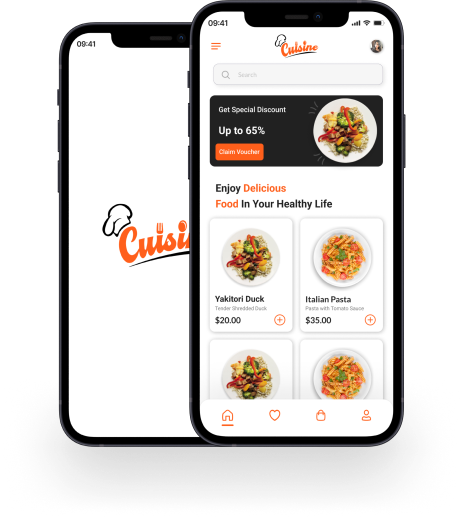 09:41
Cuisin
09:41
Cuisine
Search
Get Special Discount
Up to 65%
Claim Voucher
Enjoy Delicious
Food In Your Healthy Life
Yakitori Duck
Tender Shredded Duck
$20.00
Italian Pasta
Pasta with Tomato Sauce
$35.00